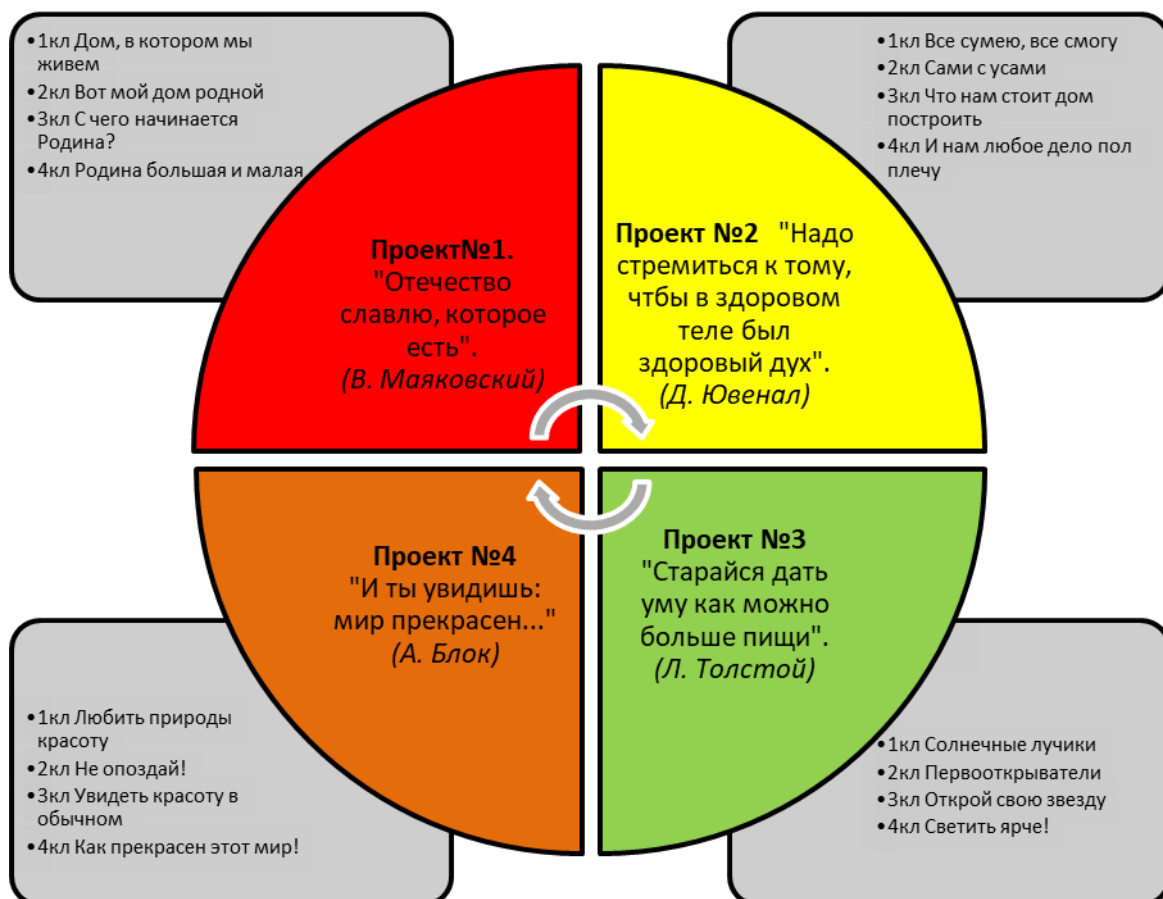 •1кл Дом, в котором мы
живем
•2кл Вот мой дом родной
•3кл С чего начинается
Родина?
•4кл Родина большая и малая
•1кл Все сумею, все смогу
•2кл Сами с усами
•3кл Что нам стоит дом
построить
•4кл И нам любое дело пол
плечу
Проект№1.
"Отечество
славлю, которое
есть".
(В. Маяковский)
Проект №2 "Надо
стремиться к тому,
чтбы в здоровом
теле был
здоровый дух".
(Д. Ювенал)
Проект №4
"И ты увидишь:
мир прекрасен..."
(А. Блок)
Проект №3
"Старайся дать
уму как можно
больше пищи".
(Л. Толстой)
•1кл Любить природы
красоту
•2кл Не опоздай!
•3кл Увидеть красоту в
обычном
•4кл Как прекрасен этот мир!
•1кл Солнечные лучики
•2кл Первооткрыватели
•3кл Открой свою звезду
•4кл Светить ярче!